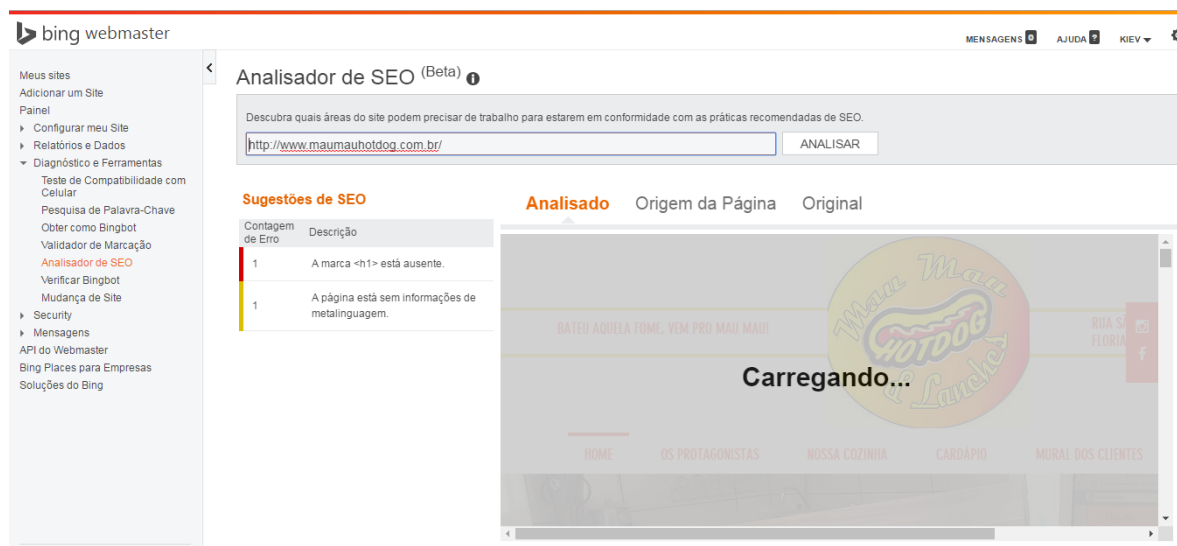 bing webmaster
MENSAGENS 0 AJUDA ? KIEV
Meus sites
Adicionar um Site
Painel
Configurar meu Site
Relatórios e Dados
Diagnóstico e Ferramentas
Teste de Compatibilidade com
Celular
Pesquisa de Palavra-Chave
Obter como Bingbot
Validador de Marcação
Analisador de SEO
Verificar Bingbot
Mudança de Site
Security
Mensagens
API do Webmaster
Bing Places para Empresas
Soluções do Bing
Analisador de SEO (Beta)
Descubra quais áreas do site podem precisar de trabalho para estarem em conformidade com as práticas recomendadas de SEO.
http://www.maumauhotdog.com.br/ ANALISAR
Sugestões de SEO
Contagem
de Erro
Descrição
1 A marca <h1> está ausente.
1 A página está sem informações de
metalinguagem.
Analisado Origem da Página Original
BATEU AQUELA FOME, VEM PRO MAU MAU!
Mau Mau
HOTDOG
& Lanches
RUA
Carregando...
HOME OS PROTAGONISTAS NOSSA COZINHA CARDÁPIO MURAL DOS CLIENTES